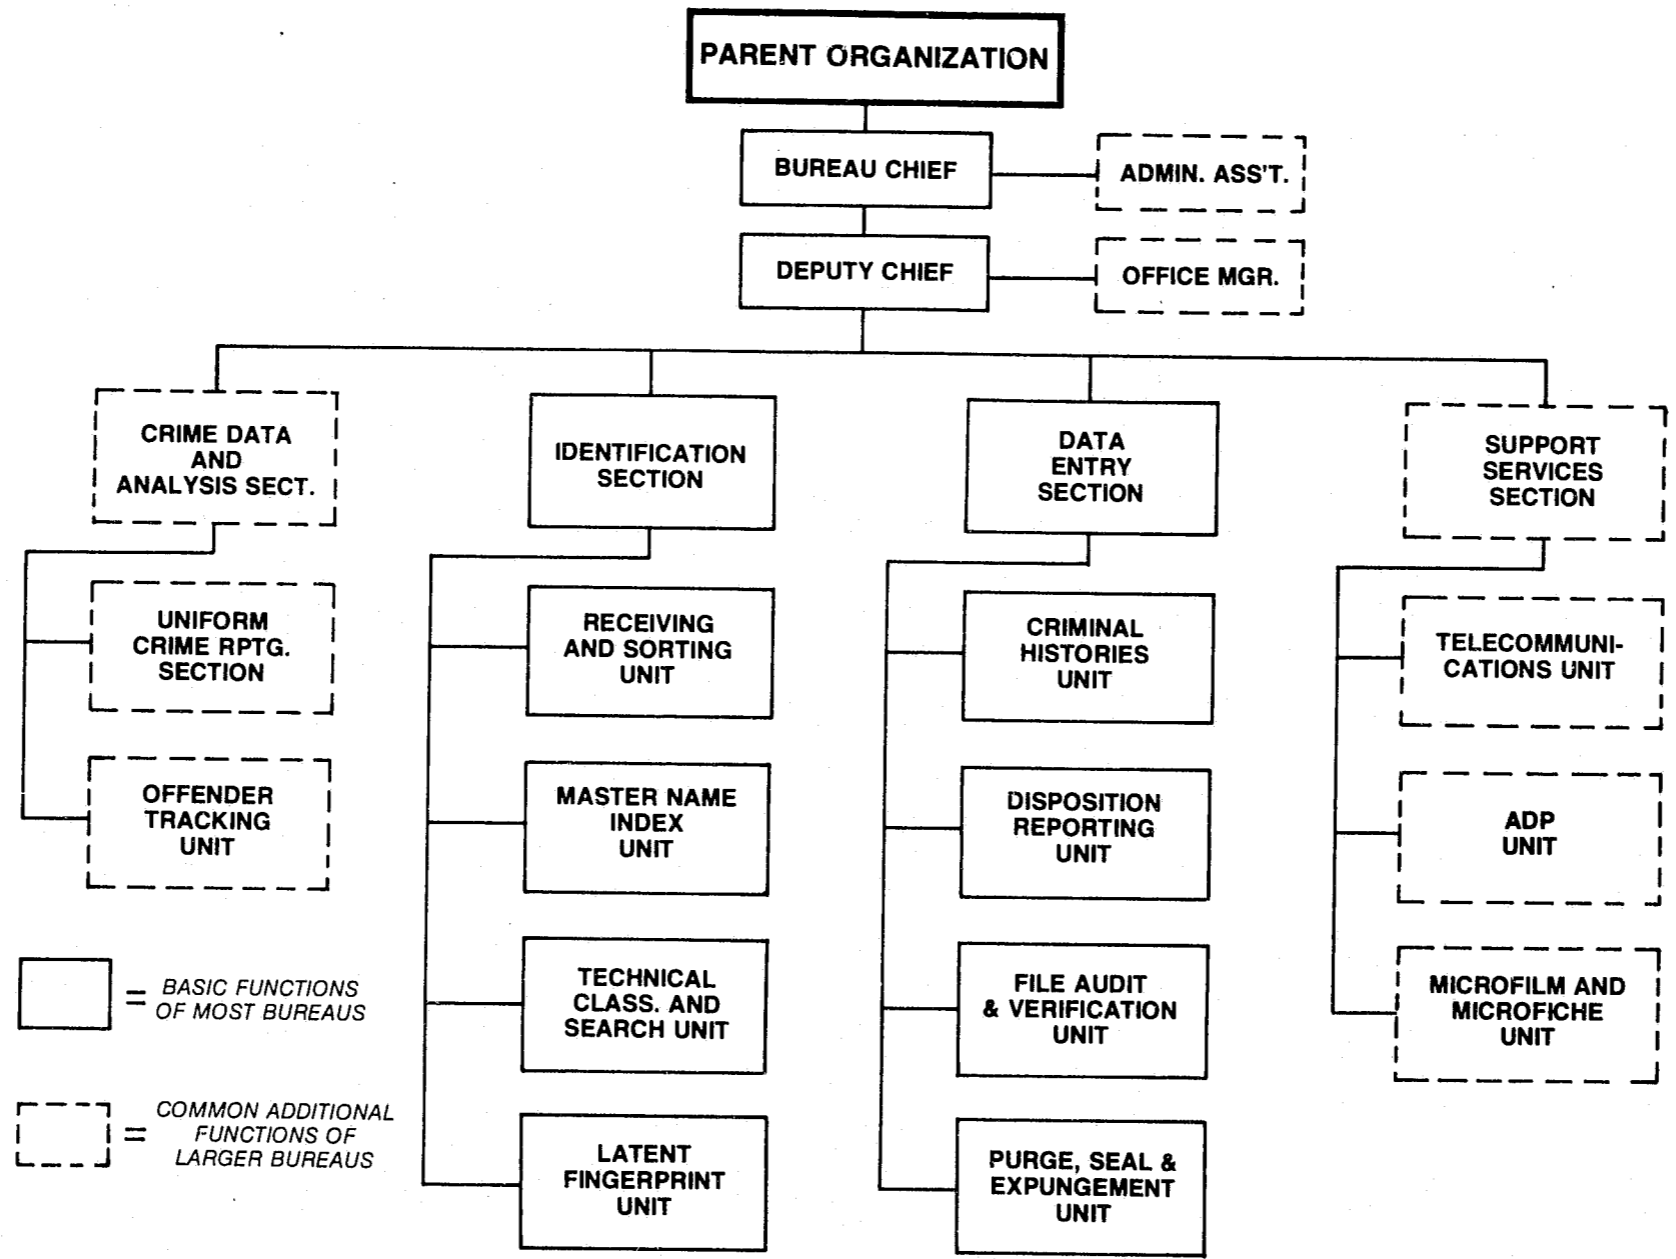 PARENT ORGANIZATION
BUREAU CHIEF
ADMIN. ASS'T.
DEPUTY CHIEF
OFFICE MGR.
CRIME DATA
AND
ANALYSIS SECT.
UNIFORM
CRIME RPTG.
SECTION
OFFENDER
TRACKING
UNIT
IDENTIFICATION
SECTION
RECEIVING
AND SORTING
UNIT
MASTER NAME
INDEX
UNIT
TECHNICAL
CLASS. AND
SEARCH UNIT
LATENT
FINGERPRINT
UNIT
DATA
ENTRY
SECTION
CRIMINAL
HISTORIES
UNIT
DISPOSITION
REPORTING
UNIT
FILE AUDIT
& VERIFICATION
UNIT
PURGE, SEAL &
EXPUNGEMENT
UNIT
SUPPORT
SERVICES
SECTION
TELECOMMUNI-
CATIONS UNIT
ADP
UNIT
MICROFILM AND
MICROFICHE
UNIT
= BASIC FUNCTIONS
OF MOST BUREAUS
= COMMON ADDITIONAL
FUNCTIONS OF
LARGER BUREAUS